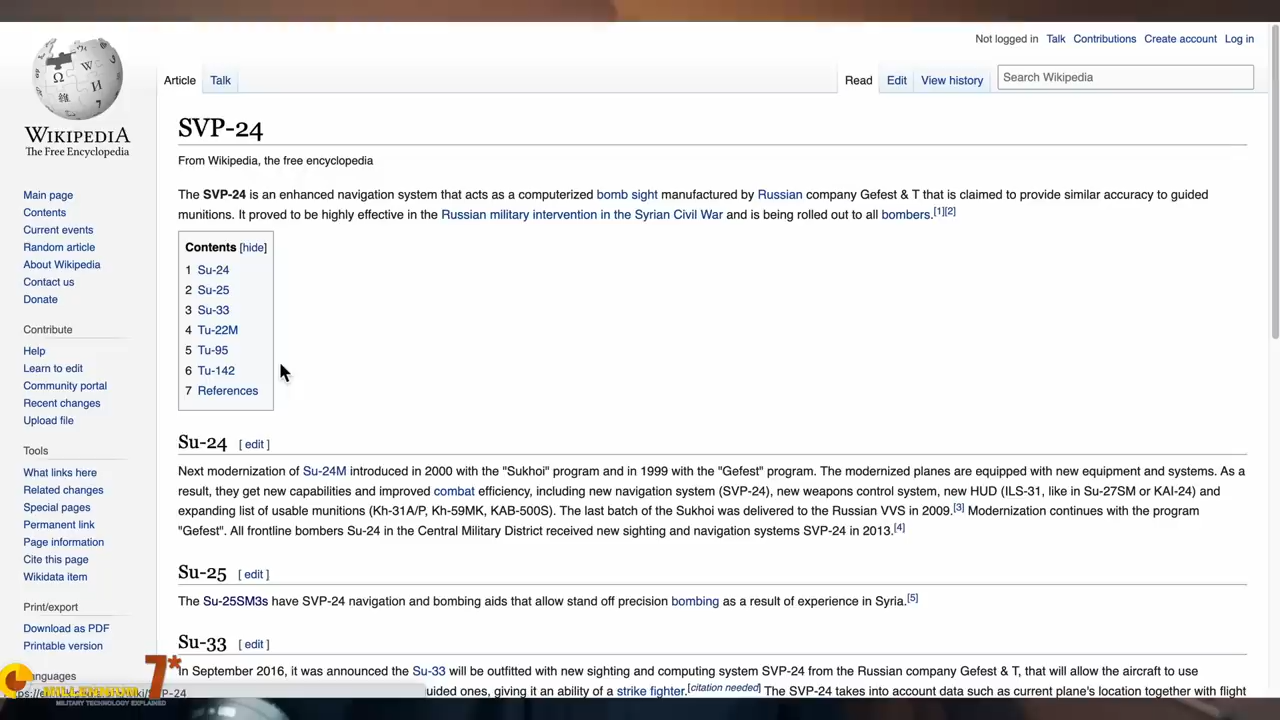 Not logged in Talk Contributions Create account Log in
Article Talk Read Edit View history Search Wikipedia
WIKIPEDIA
The Free Encyclopedia
Main page
Contents
Current events
Random article
About Wikipedia
Contact us
Donate
Contribute
Help
Learn to edit
Community portal
Recent changes
Upload file
Tools
What links here
Related changes
Special pages
Permanent link
Page information
Cite this page
Wikidata item
Print/export
Download as PDF
Printable version
SVP-24
From Wikipedia, the free encyclopedia
The SVP-24 is an enhanced navigation system that acts as a computerized bomb sight manufactured by Russian company Gefest & T that is claimed to provide similar accuracy to guided
munitions. It proved to be highly effective in the Russian military intervention in the Syrian Civil War and is being rolled out to all bombers.[1][2]
Contents [hide]
1 Su-24
2 Su-25
3 Su-33
4 Tu-22M
5 Tu-95
6 Tu-142
7 References
Su-24 [ edit ]
Next modernization of Su-24M introduced in 2000 with the "Sukhoi" program and in 1999 with the "Gefest" program. The modernized planes are equipped with new equipment and systems. As a
result, they get new capabilities and improved combat efficiency, including new navigation system (SVP-24), new weapons control system, new HUD (ILS-31, like in Su-27SM or KAI-24) and
expanding list of usable munitions (Kh-31A/P, Kh-59MK, KAB-500S). The last batch of the Sukhoi was delivered to the Russian VVS in 2009.[3] Modernization continues with the program
"Gefest". All frontline bombers Su-24 in the Central Military District received new sighting and navigation systems SVP-24 in 2013.[4]
Su-25 [ edit ]
The Su-25SM3s have SVP-24 navigation and bombing aids that allow stand off precision bombing as a result of experience in Syria.[5]
Su-33 [ edit ]
In September 2016, it was announced the Su-33 will be outfitted with new sighting and computing system SVP-24 from the Russian company Gefest & T, that will allow the aircraft to use
uided ones, giving it an ability of a strike fighter.[citation needed] The SVP-24 takes into account data such as current plane's location together with flight
7*
MILLENNIUM
MILITARY TECHNOLOGY EXPLAINED